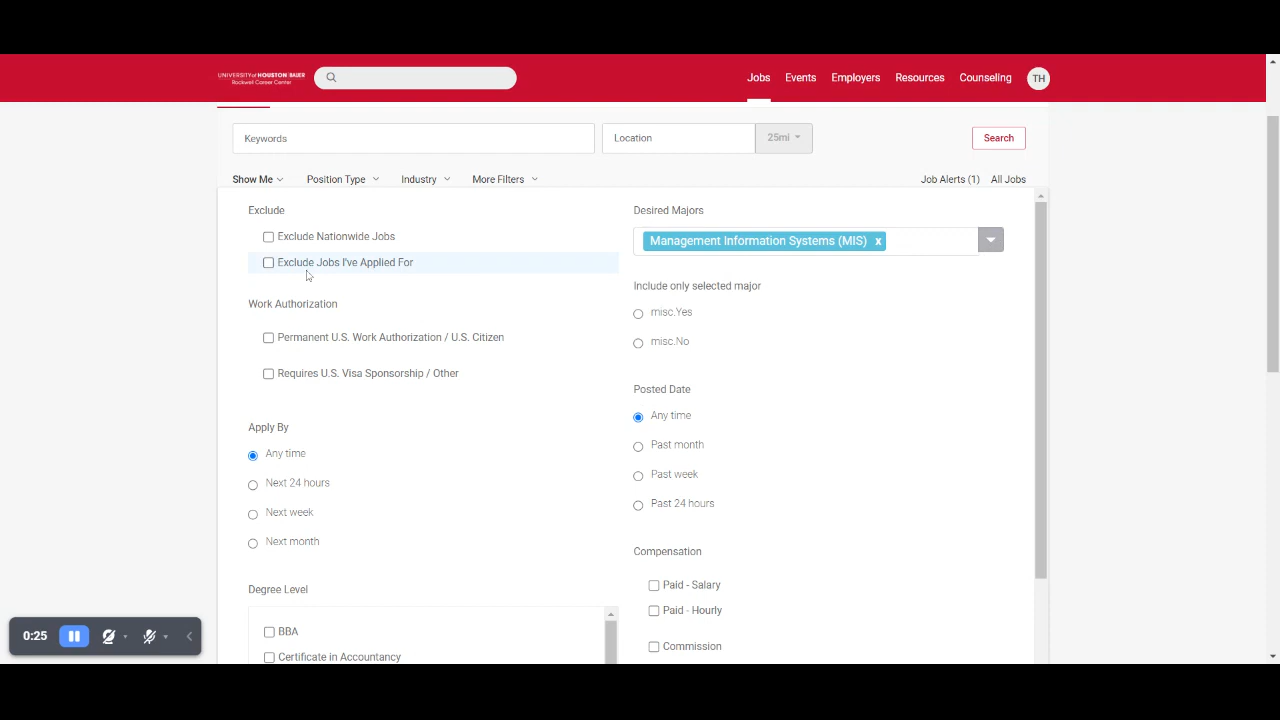 UNIVERSITY of HOUSTON | BAUER
Rockwell Career Center
Jobs
Events
Employers
Resources
Counseling
TH
Keywords
Location
25mi
Search
Show Me
Position Type
Industry
More Filters
Job Alerts (1)
All Jobs
Exclude
Exclude Nationwide Jobs
Exclude Jobs I've Applied For
Work Authorization
Permanent U.S. Work Authorization / U.S. Citizen
Requires U.S. Visa Sponsorship / Other
Apply By
Any time
Next 24 hours
Next week
Next month
Degree Level
BBA
Certificate in Accountancy
Desired Majors
Management Information Systems (MIS) x
Include only selected major
misc.Yes
misc.No
Posted Date
Any time
Past month
Past week
Past 24 hours
Compensation
Paid - Salary
Paid - Hourly
Commission
0:25